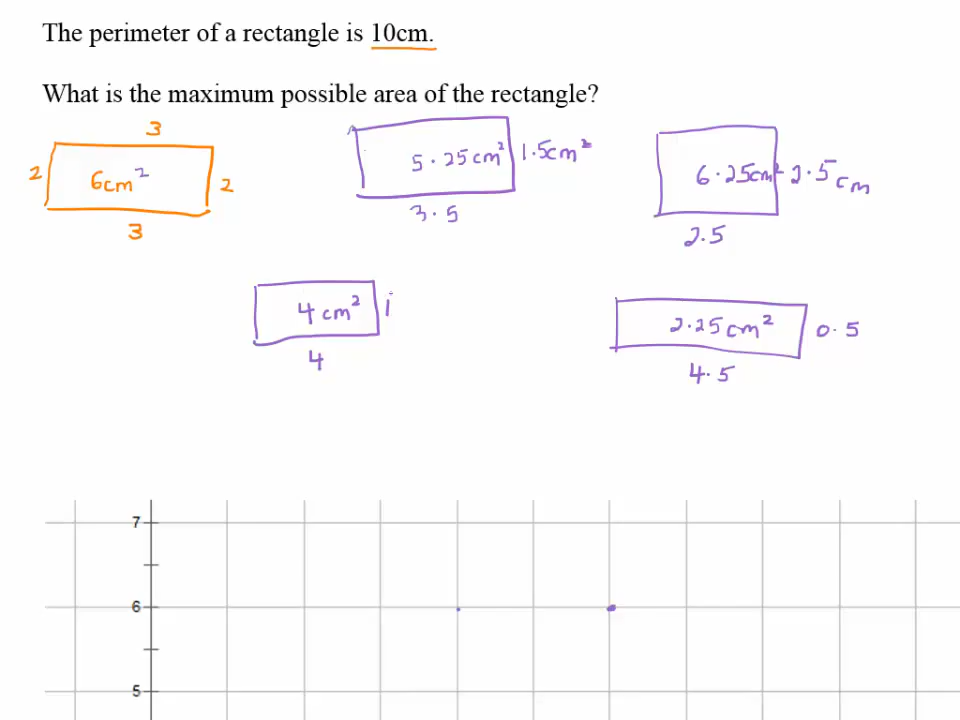 The perimeter of a rectangle is 10cm.
What is the maximum possible area of the rectangle?
3
2
6cm²
2
3
5.25cm²
1.5cm²
3.5
6.25cm²
2.5cm
2.5
4cm²
1
4
2.25cm²
0.5
4.5
7
6
5